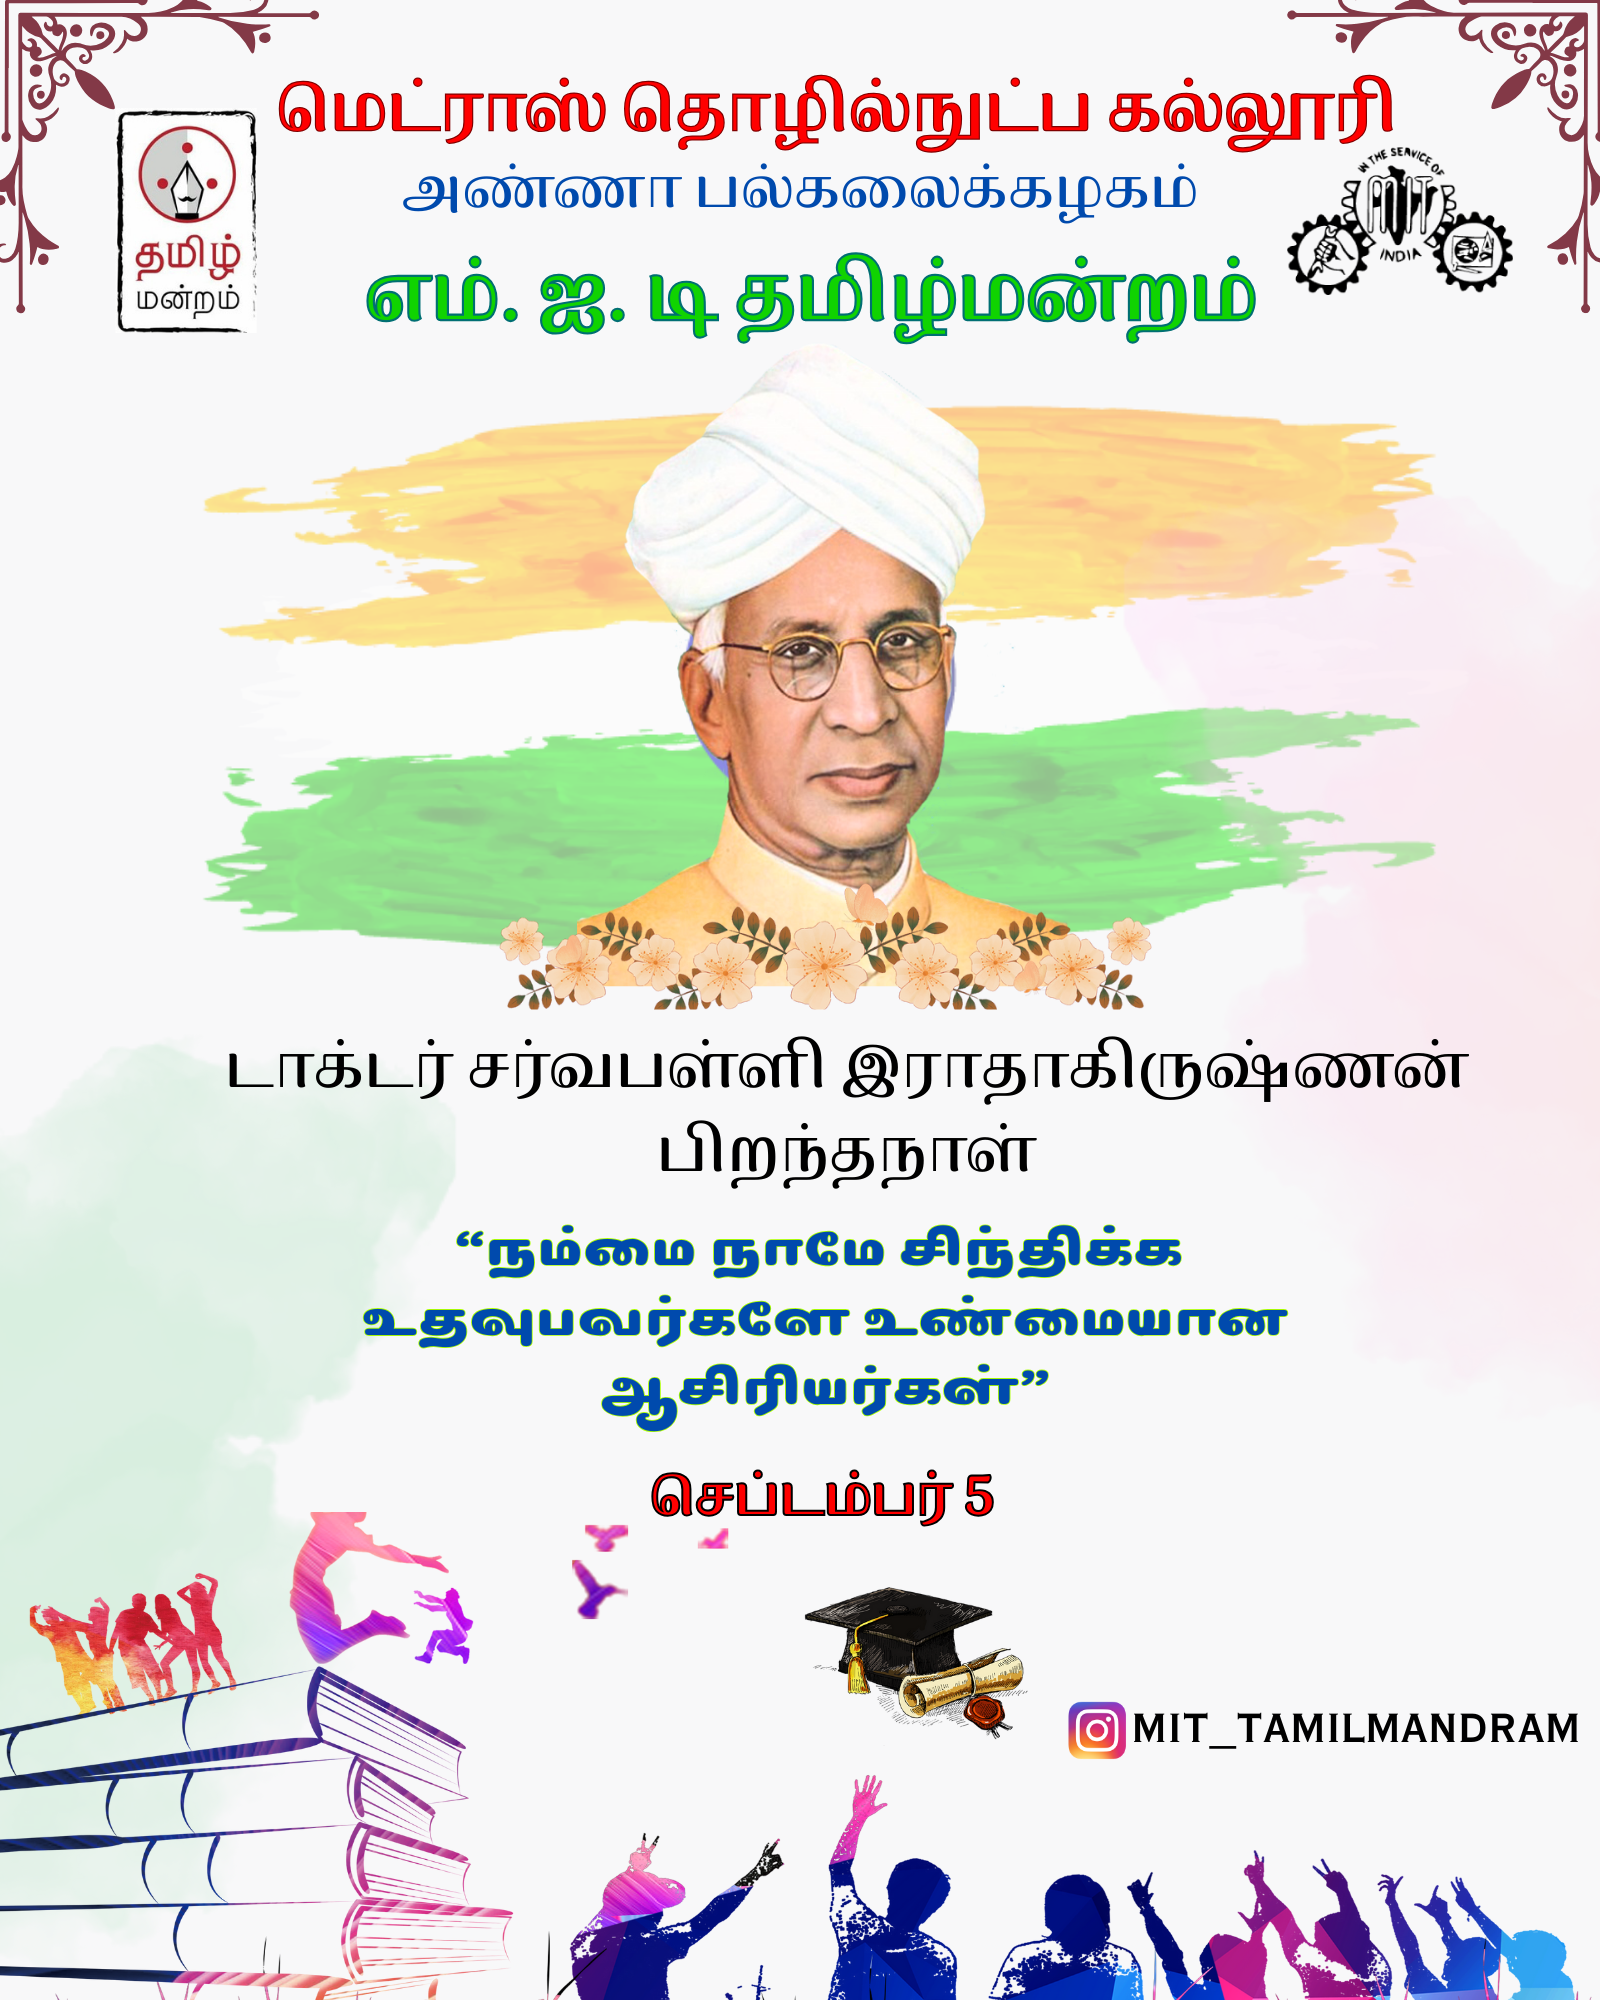 மெட்ராஸ் தொழில்நுட்ப கல்லூரி
அண்ணா பல்கலைக்கழகம்
எம். ஐ. டி தமிழ்மன்றம்
தமிழ்
மன்றம்
IN THE SERVICE OF
MIT
INDIA
டாக்டர் சர்வபள்ளி இராதாகிருஷ்ணன்
பிறந்தநாள்
“நம்மை நாமே சிந்திக்க
உதவுபவர்களே உண்மையான
ஆசிரியர்கள்”
செப்டம்பர் 5
MIT_TAMILMANDRAM